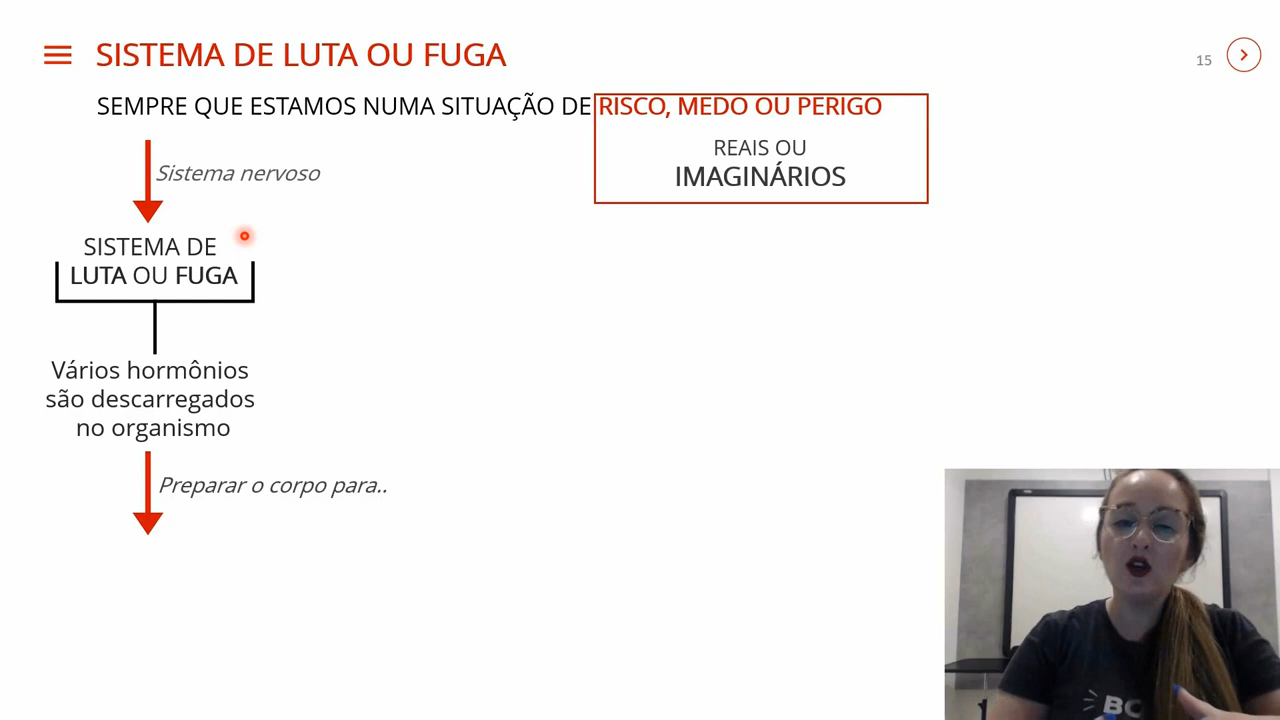 SISTEMA DE LUTA OU FUGA
15
SEMPRE QUE ESTAMOS NUMA SITUAÇÃO DE RISCO, MEDO OU PERIGO
REAIS OU
IMAGINÁRIOS
Sistema nervoso
SISTEMA DE
LUTA OU FUGA
Vários hormônios
são descarregados
no organismo
Preparar o corpo para..
BC